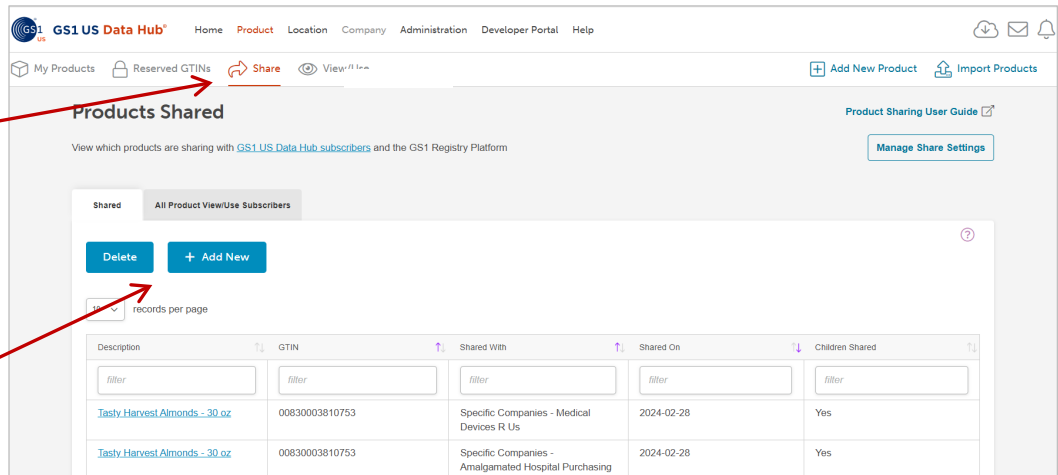 GS1 US GS1 US Data Hub® Home Product Location Company Administration Developer Portal Help
My Products Reserved GTINs Share Add New Product Import Products
Products Shared
Product Sharing User Guide
View which products are sharing with GS1 US Data Hub subscribers and the GS1 Registry Platform
Manage Share Settings
Shared All Product View/Use Subscribers
?
Delete + Add New
records per page
Description GTIN Shared With Shared On Children Shared
filter filter filter filter filter
Tasty Harvest Almonds - 30 oz 00830003810753 Specific Companies - Medical 2024-02-28 Yes
Devices R Us
Tasty Harvest Almonds - 30 oz 00830003810753 Specific Companies - 2024-02-28 Yes
Amalgamated Hospital Purchasing